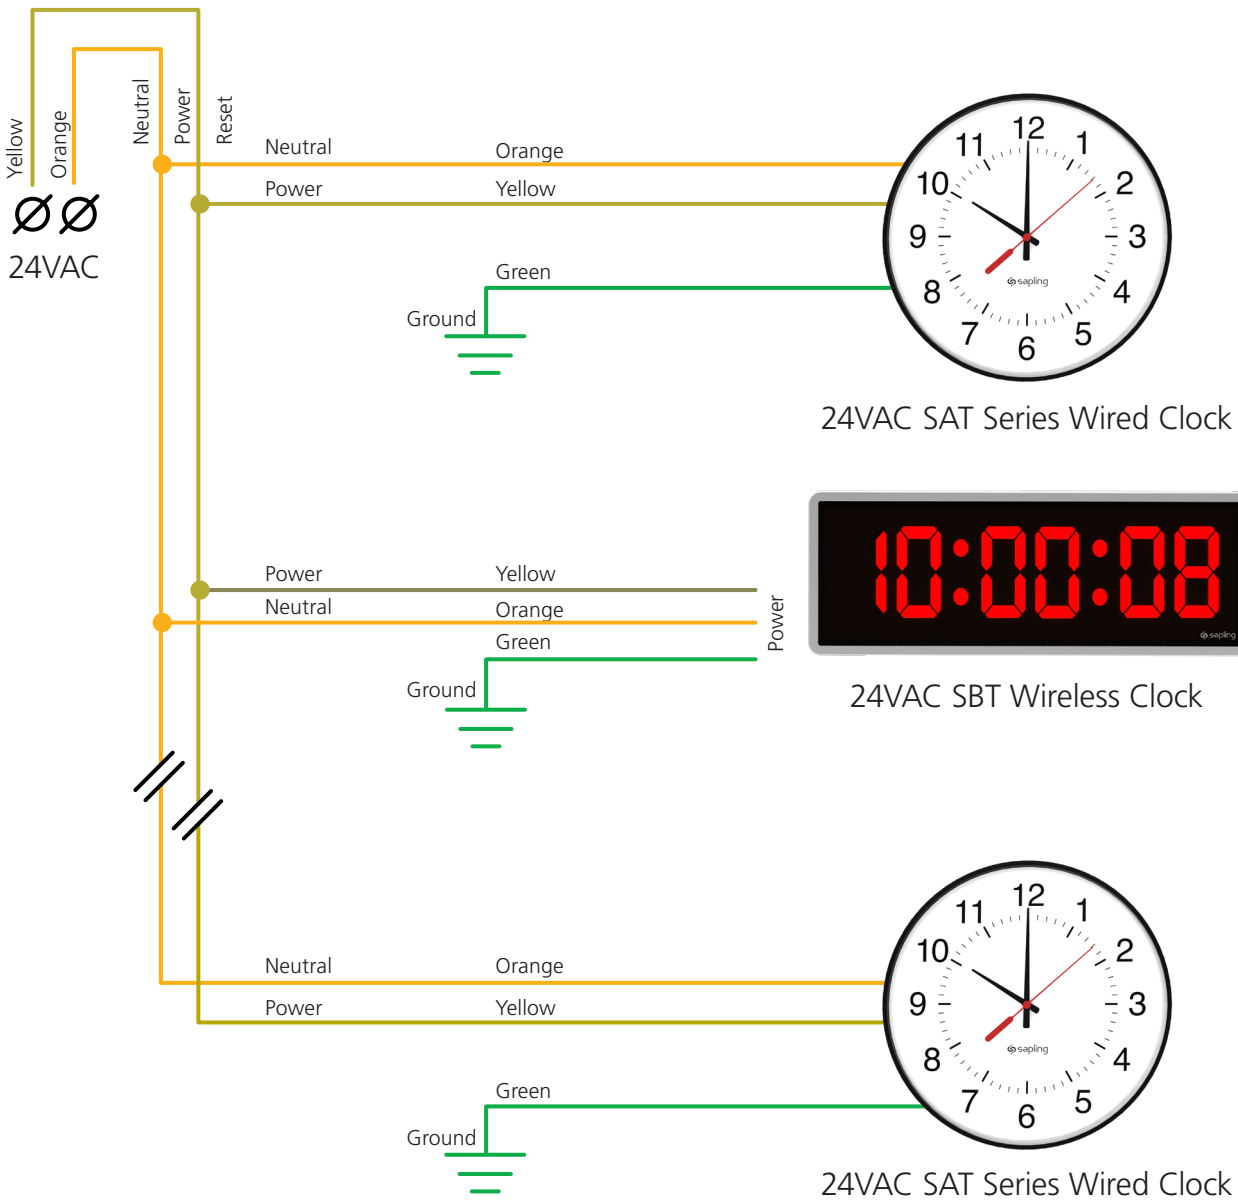 Yellow
Orange
Neutral
Power
Reset
24VAC
Neutral
Orange
Power
Yellow
Green
Ground
12
1
2
3
4
5
6
7
8
9
10
11
sapling
24VAC SAT Series Wired Clock
Power
Yellow
Neutral
Orange
Green
Ground
Power
10:00:08
sapling
24VAC SBT Wireless Clock
Neutral
Orange
Power
Yellow
Green
Ground
12
1
2
3
4
5
6
7
8
9
10
11
sapling
24VAC SAT Series Wired Clock